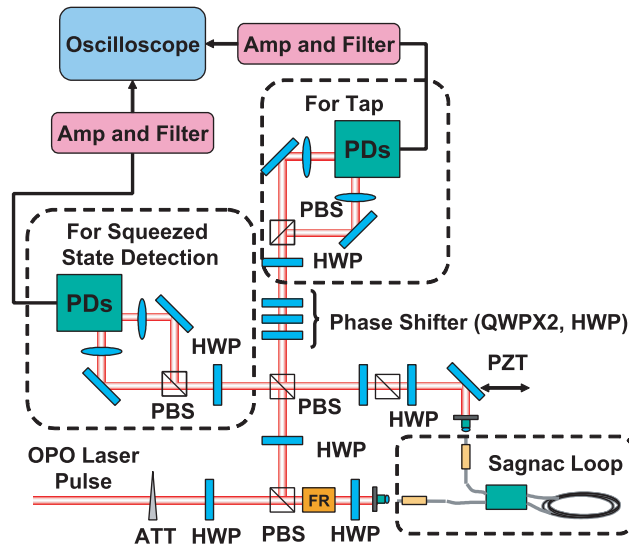 Oscilloscope
Amp and Filter
Amp and Filter
For Tap
PDs
PBS
HWP
For Squeezed
State Detection
PDs
HWP
PBS
Phase Shifter (QWPX2, HWP)
PZT
PBS
HWP
HWP
OPO Laser
Pulse
Sagnac Loop
FR
ATT
HWP
PBS
HWP